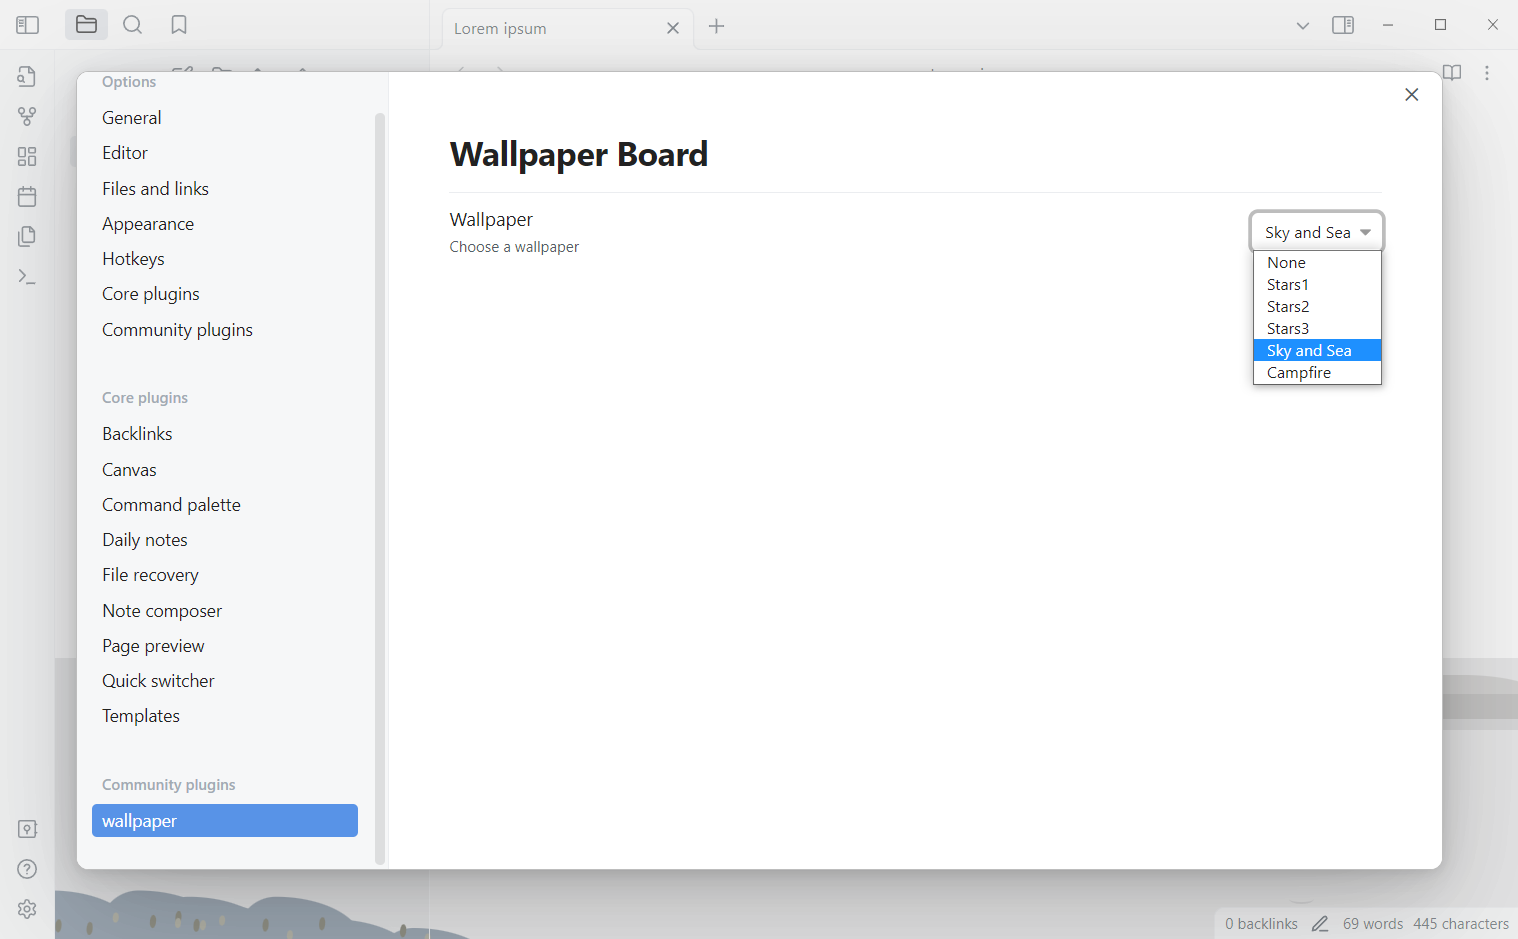 Lorem ipsum
Options
General
Editor
Files and links
Appearance
Hotkeys
Core plugins
Community plugins
Core plugins
Backlinks
Canvas
Command palette
Daily notes
File recovery
Note composer
Page preview
Quick switcher
Templates
Community plugins
wallpaper
Wallpaper Board
Wallpaper
Choose a wallpaper
Sky and Sea
None
Stars1
Stars2
Stars3
Sky and Sea
Campfire
0 backlinks 69 words 445 characters